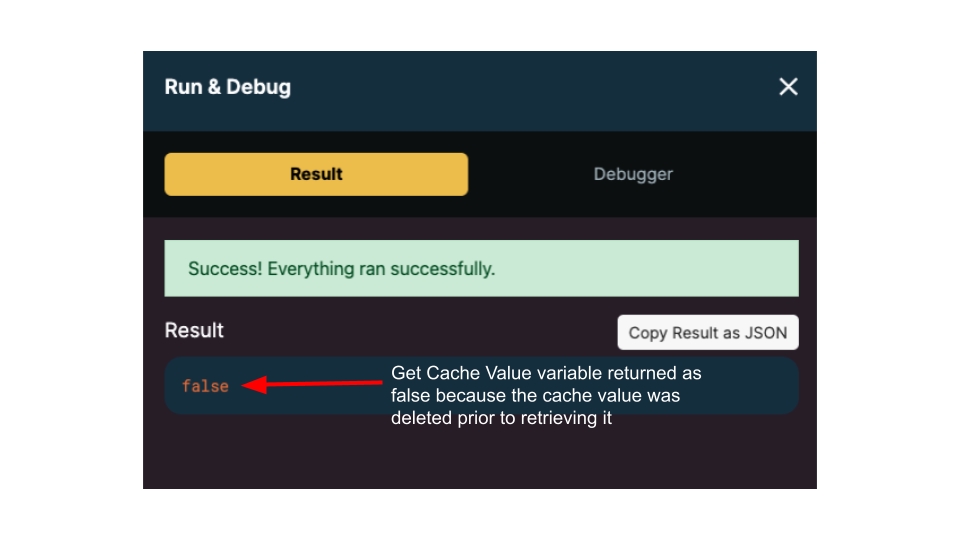 Run & Debug
Result
Debugger
Success! Everything ran successfully.
Result
Copy Result as JSON
false
Get Cache Value variable returned as
false because the cache value was
deleted prior to retrieving it